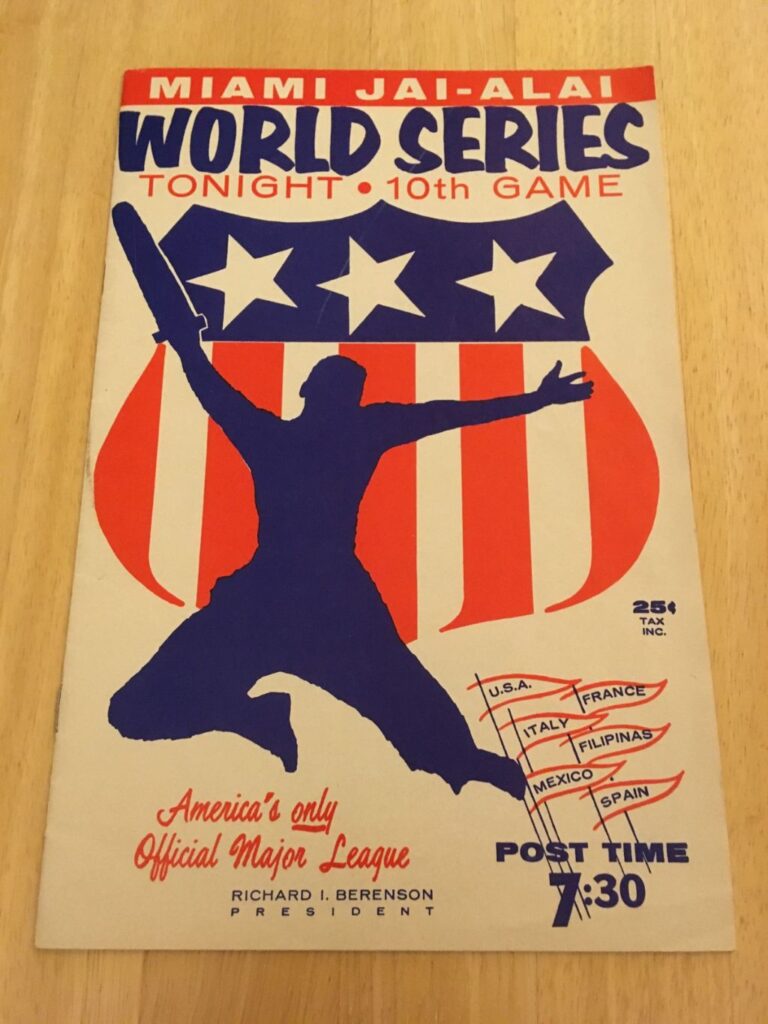 MIAMI JAI-ALAI
WORLD SERIES
TONIGHT • 10th GAME
25¢
TAX
INC.
U.S.A.
FRANCE
ITALY
FILIPINAS
MEXICO
SPAIN
America's only
Official Major League
RICHARD I. BERENSON
PRESIDENT
POST TIME
7:30